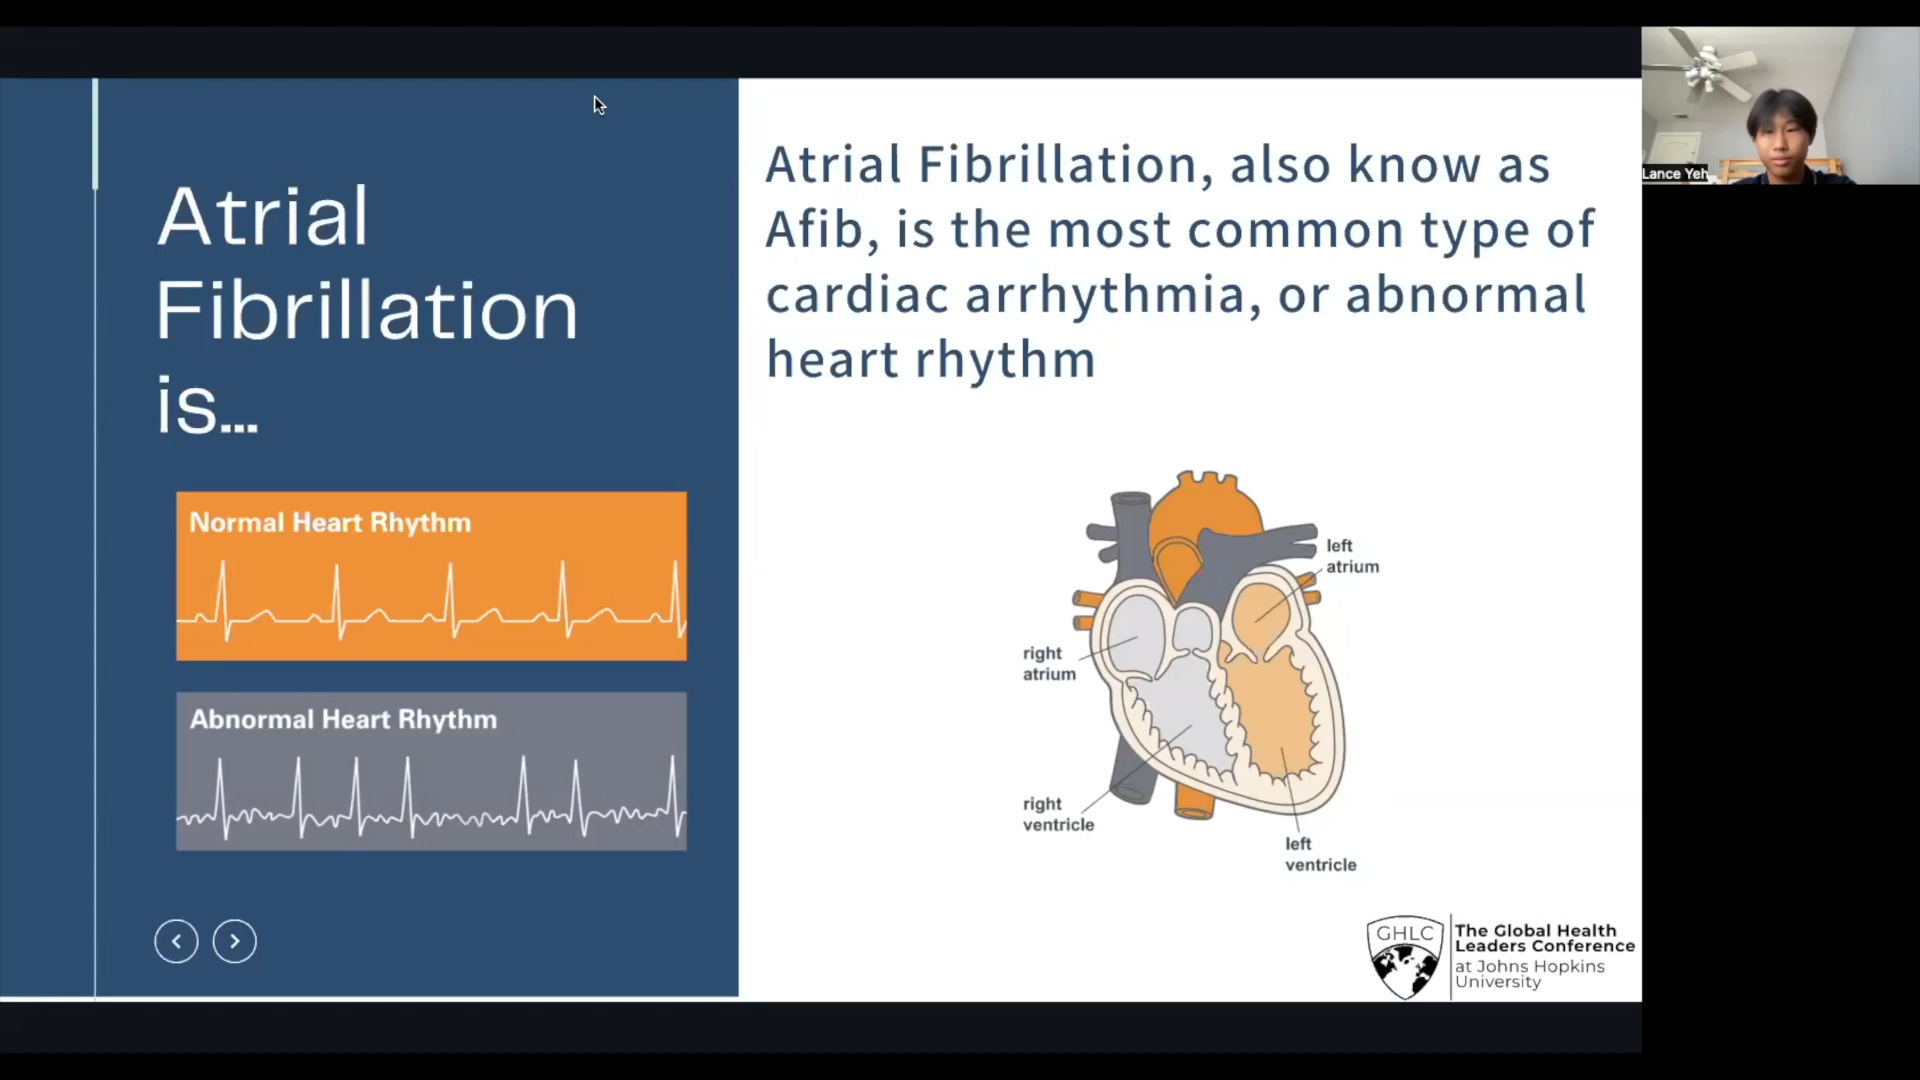 Atrial
Fibrillation
is...
Normal Heart Rhythm
Abnormal Heart Rhythm
Atrial Fibrillation, also know as
Afib, is the most common type of
cardiac arrhythmia, or abnormal
heart rhythm
left
atrium
right
atrium
right
ventricle
left
ventricle
GHLC
The Global Health
Leaders Conference
at Johns Hopkins
University
Lance Yeh